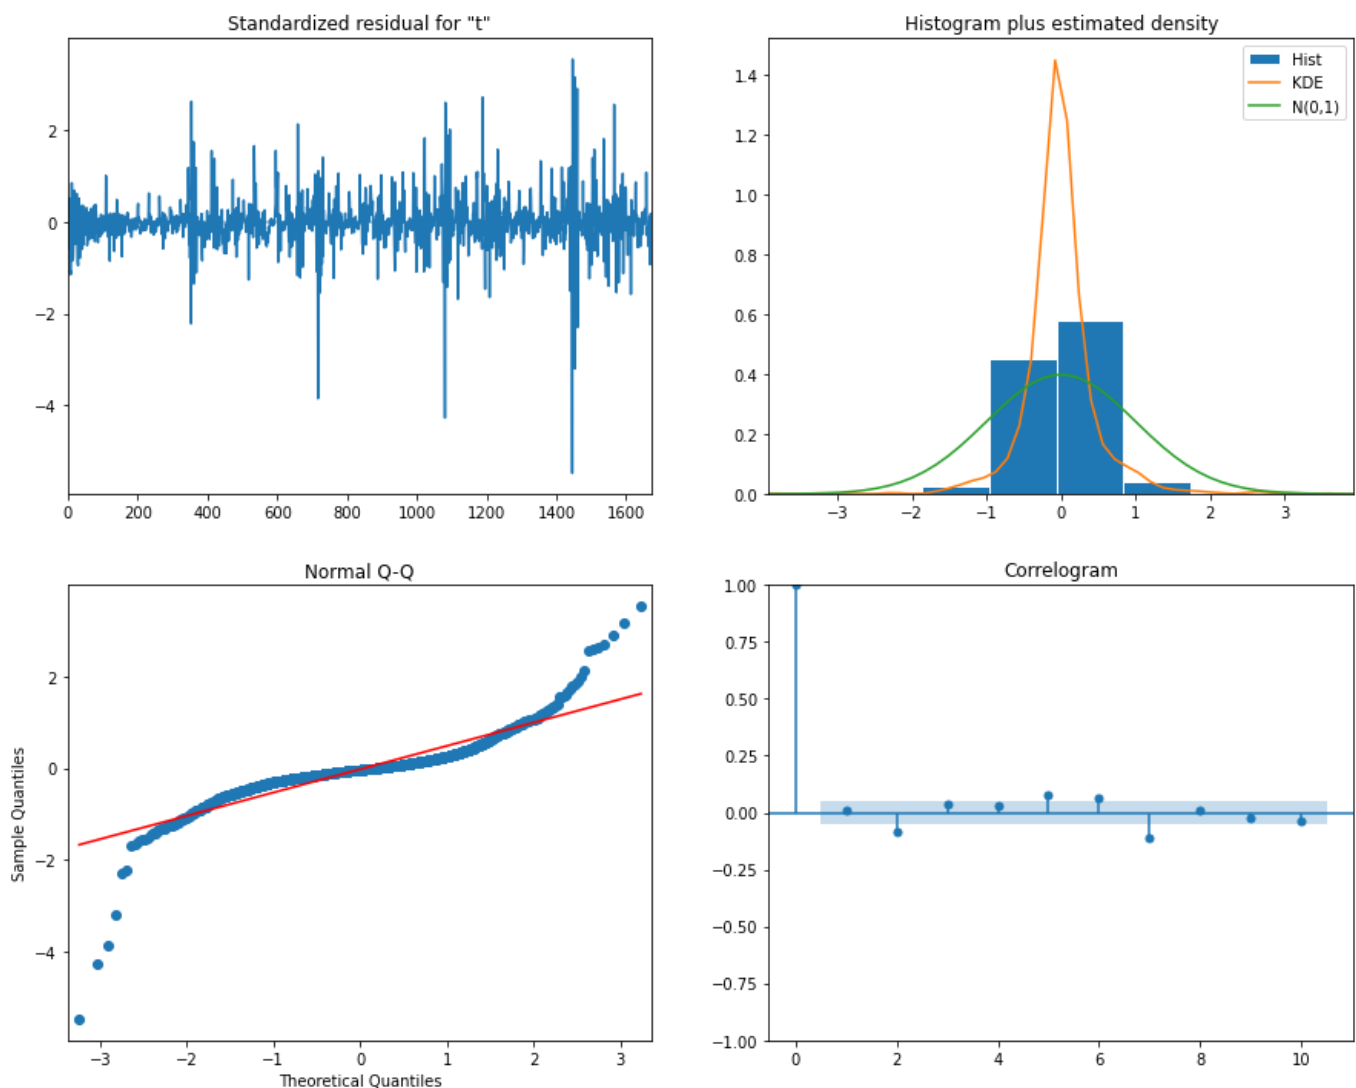 Standardized residual for "t"
2
0
−2
−4
0 200 400 600 800 1000 1200 1400 1600
Histogram plus estimated density
Hist
KDE
N(0,1)
1.4
1.2
1.0
0.8
0.6
0.4
0.2
0.0
−3 −2 −1 0 1 2 3
Normal Q-Q
Sample Quantiles
2
0
−2
−4
−3 −2 −1 0 1 2 3
Theoretical Quantiles
Correlogram
1.00
0.75
0.50
0.25
0.00
−0.25
−0.50
−0.75
−1.00
0 2 4 6 8 10